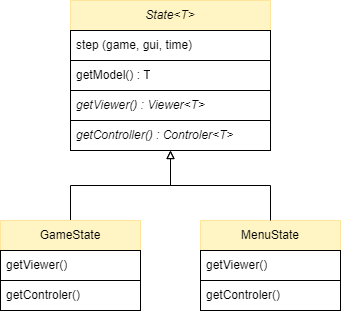 State<T>
step (game, gui, time)
getModel() : T
getViewer() : Viewer<T>
getController() : Controler<T>
GameState
getViewer()
getControler()
MenuState
getViewer()
getControler()